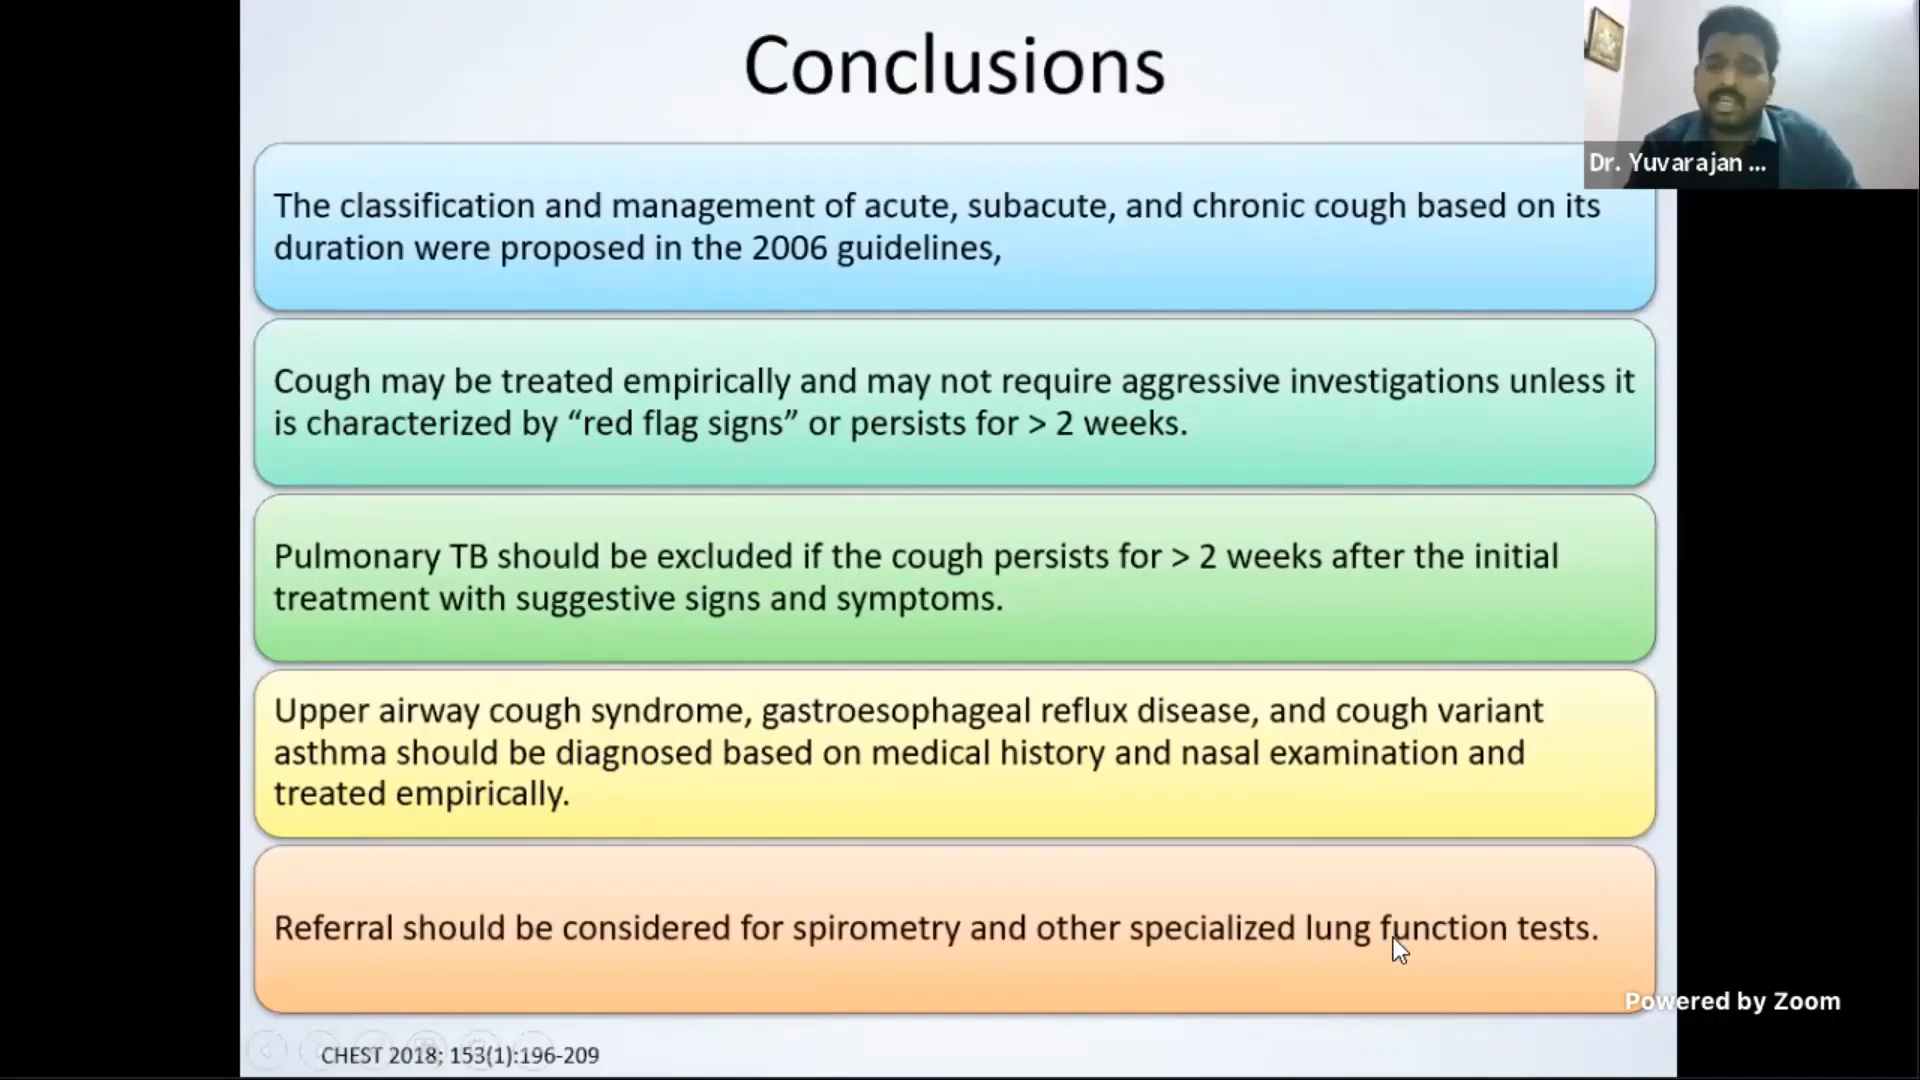 Conclusions
Dr. Yuvarajan ...
The classification and management of acute, subacute, and chronic cough based on its
duration were proposed in the 2006 guidelines,
Cough may be treated empirically and may not require aggressive investigations unless it
is characterized by “red flag signs” or persists for > 2 weeks.
Pulmonary TB should be excluded if the cough persists for > 2 weeks after the initial
treatment with suggestive signs and symptoms.
Upper airway cough syndrome, gastroesophageal reflux disease, and cough variant
asthma should be diagnosed based on medical history and nasal examination and
treated empirically.
Referral should be considered for spirometry and other specialized lung function tests.
Powered by Zoom
CHEST 2018; 153(1):196-209